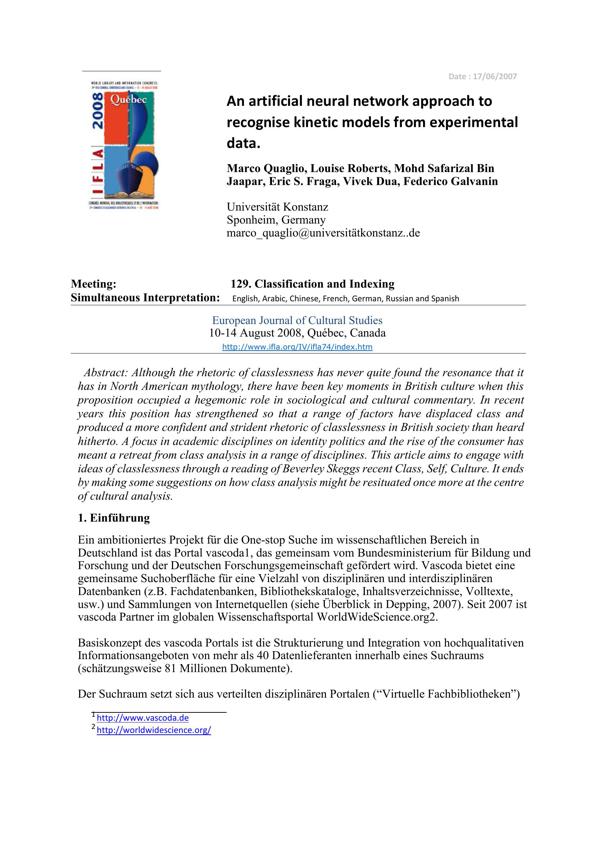 Date : 17/06/2007
WORLD LIBRARY AND INFORMATION CONGRESS:
2008
Québec
IFLA
An artificial neural network approach to
recognise kinetic models from experimental
data.
Marco Quaglio, Louise Roberts, Mohd Safarizal Bin
Jaapar, Eric S. Fraga, Vivek Dua, Federico Galvanin
Universität Konstanz
Sponheim, Germany
marco_quaglio@universitätkonstanz..de
Meeting: 129. Classification and Indexing
Simultaneous Interpretation: English, Arabic, Chinese, French, German, Russian and Spanish
European Journal of Cultural Studies
10-14 August 2008, Québec, Canada
http://www.ifla.org/IV/ifla74/index.htm
Abstract: Although the rhetoric of classlessness has never quite found the resonance that it
has in North American mythology, there have been key moments in British culture when this
proposition occupied a hegemonic role in sociological and cultural commentary. In recent
years this position has strengthened so that a range of factors have displaced class and
produced a more confident and strident rhetoric of classlessness in British society than heard
hitherto. A focus in academic disciplines on identity politics and the rise of the consumer has
meant a retreat from class analysis in a range of disciplines. This article aims to engage with
ideas of classlessness through a reading of Beverley Skeggs recent Class, Self, Culture. It ends
by making some suggestions on how class analysis might be resituated once more at the centre
of cultural analysis.
1. Einführung
Ein ambitioniertes Projekt für die One-stop Suche im wissenschaftlichen Bereich in
Deutschland ist das Portal vascoda1, das gemeinsam vom Bundesministerium für Bildung und
Forschung und der Deutschen Forschungsgemeinschaft gefördert wird. Vascoda bietet eine
gemeinsame Suchoberfläche für eine Vielzahl von disziplinären und interdisziplinären
Datenbanken (z.B. Fachdatenbanken, Bibliothekskataloge, Inhaltsverzeichnisse, Volltexte,
usw.) und Sammlungen von Internetquellen (siehe Überblick in Depping, 2007). Seit 2007 ist
vascoda Partner im globalen Wissenschaftsportal WorldWideScience.org2.
Basiskonzept des vascoda Portals ist die Strukturierung und Integration von hochqualitativen
Informationsangeboten von mehr als 40 Datenlieferanten innerhalb eines Suchraums
(schätzungsweise 81 Millionen Dokumente).
Der Suchraum setzt sich aus verteilten disziplinären Portalen (“Virtuelle Fachbibliotheken”)
1 http://www.vascoda.de
2 http://worldwidescience.org/